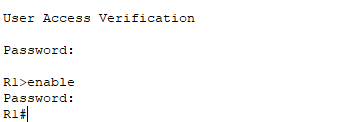 User Access Verification
Password:
R1>enable
Password:
R1#